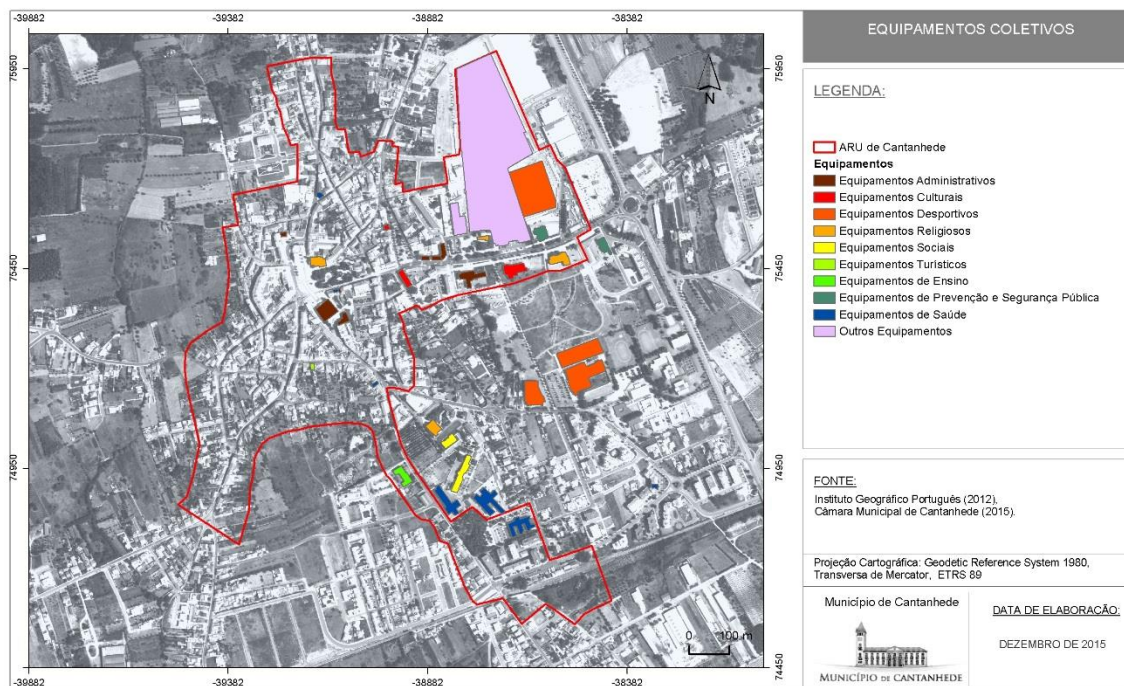 -39882 -39382 -38882 -38382
EQUIPAMENTOS COLETIVOS
75950 75950
N
LEGENDA:
ARU de Cantanhede
Equipamentos
Equipamentos Administrativos
Equipamentos Culturais
Equipamentos Desportivos
Equipamentos Religiosos
Equipamentos Sociais
Equipamentos Turísticos
Equipamentos de Ensino
Equipamentos de Prevenção e Segurança Pública
Equipamentos de Saúde
Outros Equipamentos
75450 75450
74950 74950
FONTE:
Instituto Geográfico Português (2012),
Câmara Municipal de Cantanhede (2015).
Projeção Cartográfica: Geodetic Reference System 1980,
Transversa de Mercator, ETRS 89
Município de Cantanhede
DATA DE ELABORAÇÃO:
DEZEMBRO DE 2015
MUNICÍPIO DE CANTANHEDE
0 100 m
74450 74450
-39882 -39382 -38882 -38382